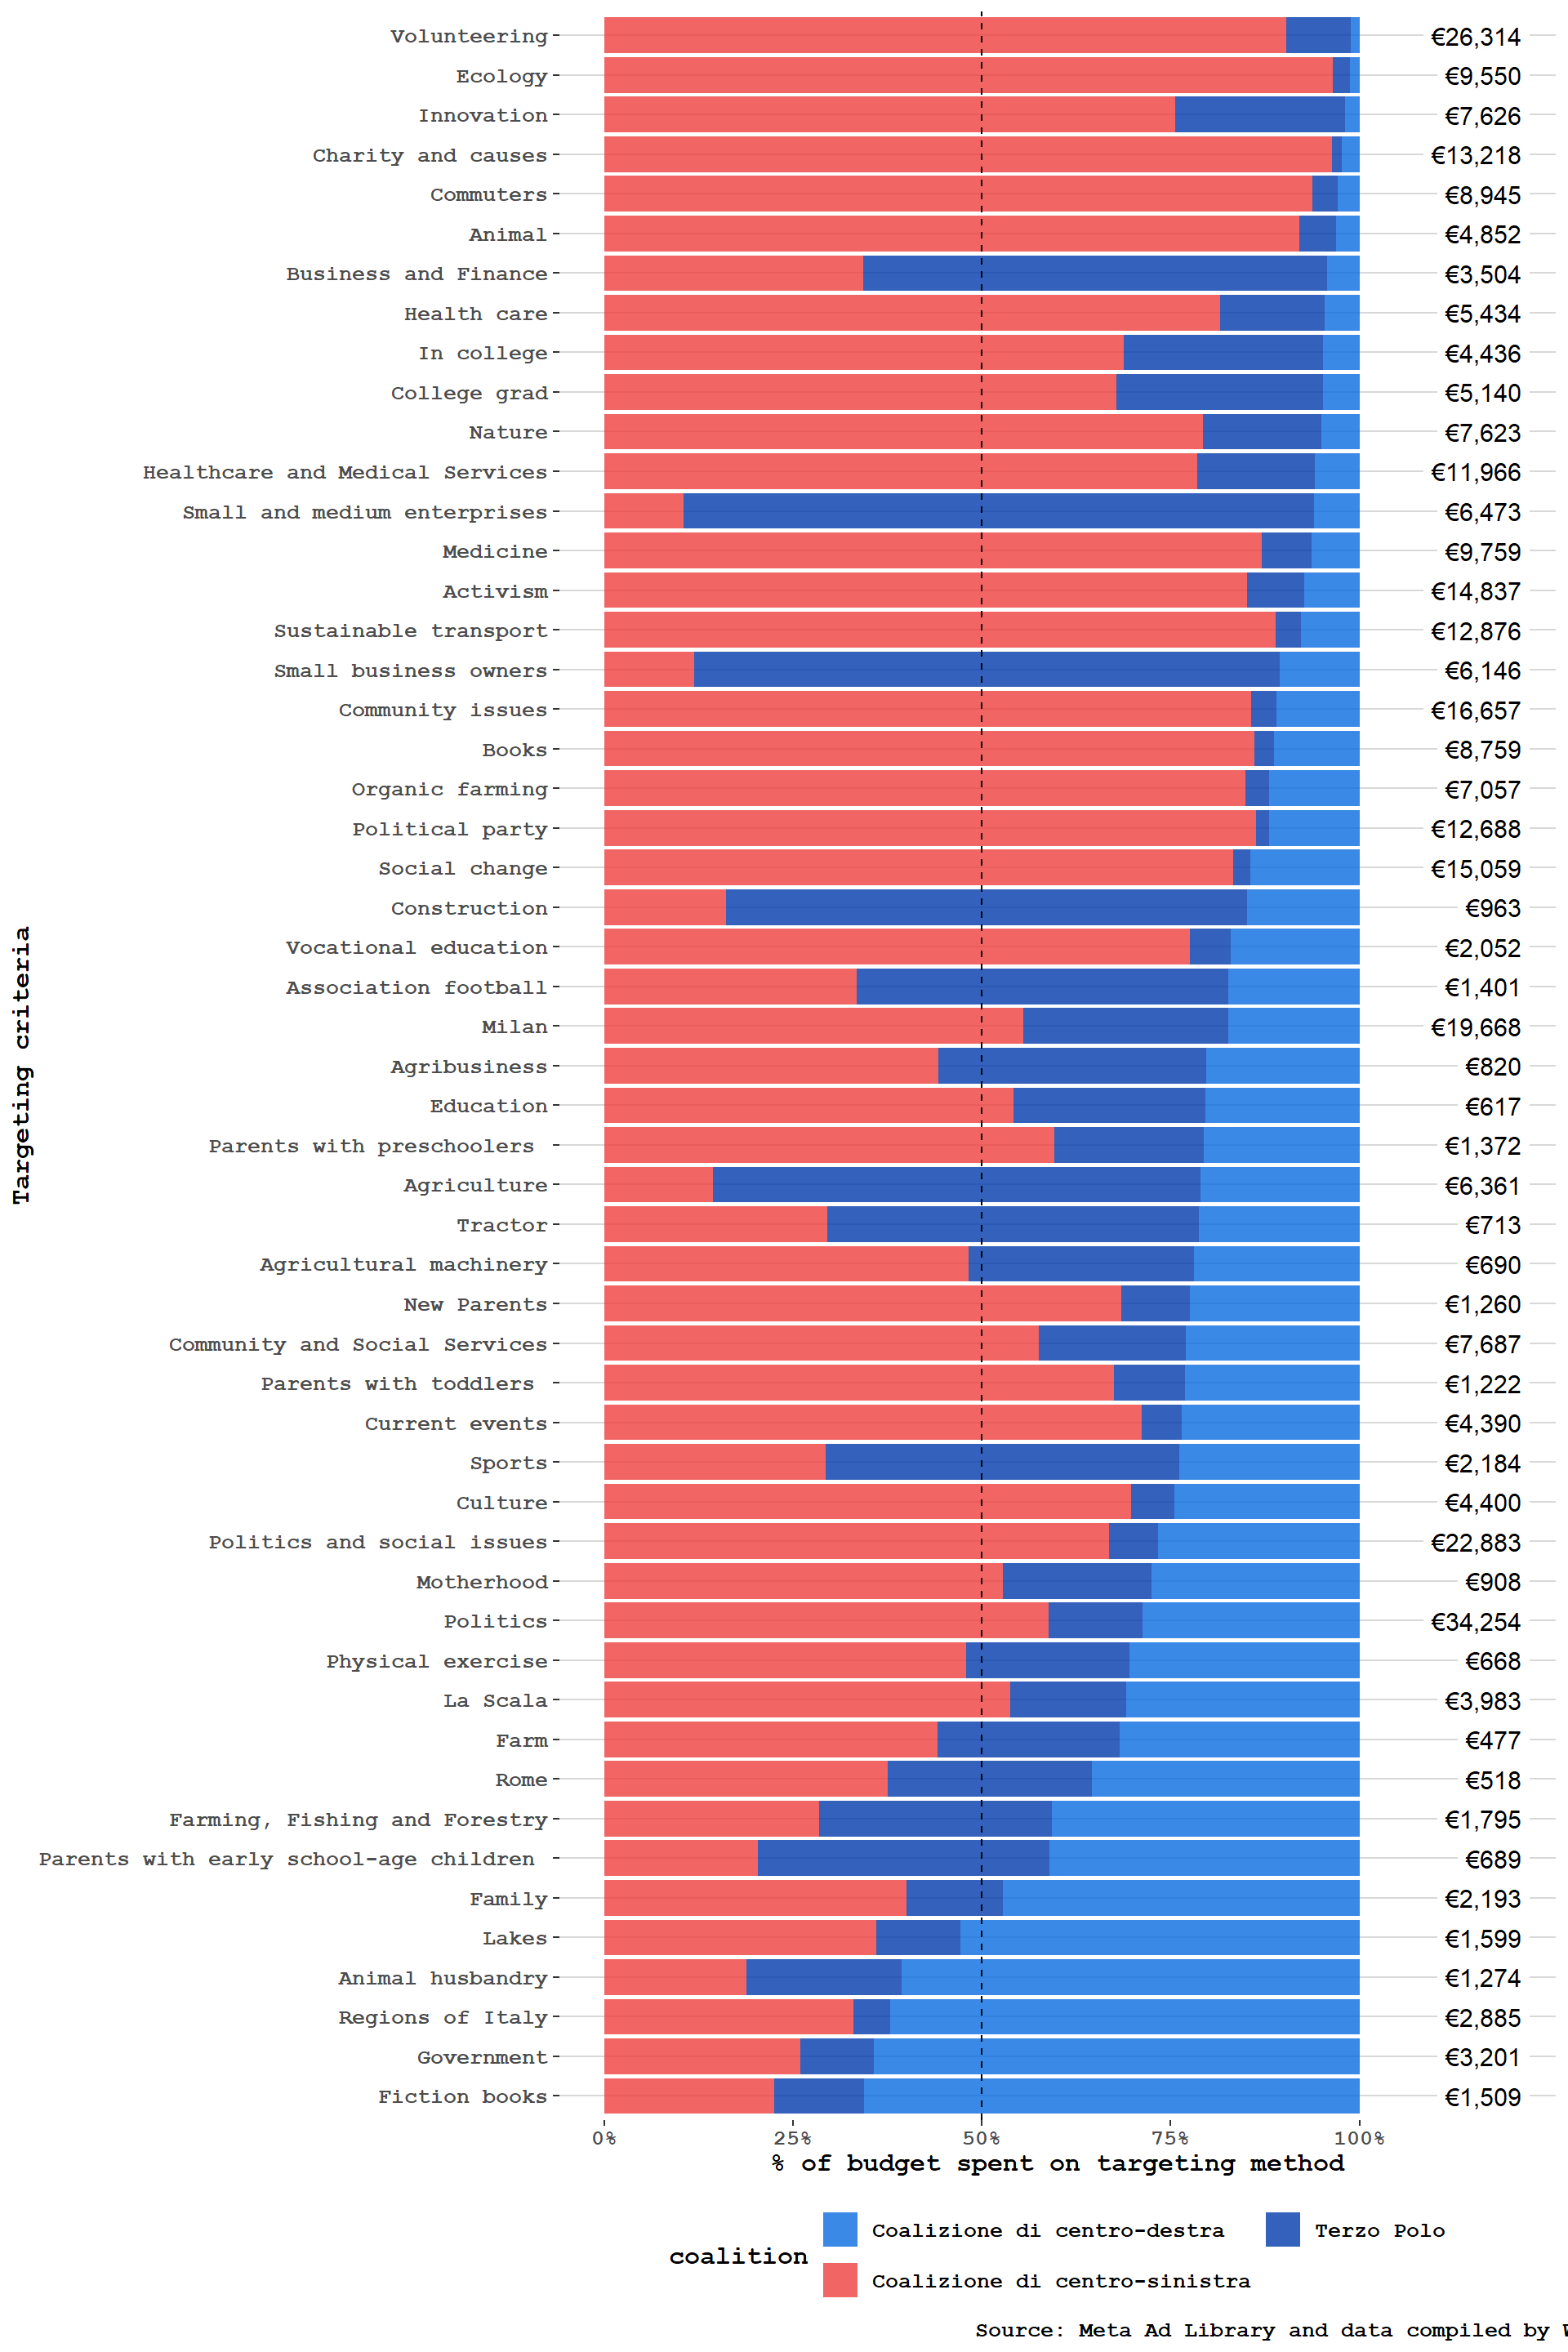 Volunteering €26,314
Ecology €9,550
Innovation €7,626
Charity and causes €13,218
Commuters €8,945
Animal €4,852
Business and Finance €3,504
Health care €5,434
In college €4,436
College grad €5,140
Nature €7,623
Healthcare and Medical Services €11,966
Small and medium enterprises €6,473
Medicine €9,759
Activism €14,837
Sustainable transport €12,876
Small business owners €6,146
Community issues €16,657
Books €8,759
Organic farming €7,057
Political party €12,688
Social change €15,059
Construction €963
Vocational education €2,052
Association football €1,401
Milan €19,668
Agribusiness €820
Education €617
Parents with preschoolers €1,372
Agriculture €6,361
Tractor €713
Agricultural machinery €690
New Parents €1,260
Community and Social Services €7,687
Parents with toddlers €1,222
Current events €4,390
Sports €2,184
Culture €4,400
Politics and social issues €22,883
Motherhood €908
Politics €34,254
Physical exercise €668
La Scala €3,983
Farm €477
Rome €518
Farming, Fishing and Forestry €1,795
Parents with early school-age children €689
Family €2,193
Lakes €1,599
Animal husbandry €1,274
Regions of Italy €2,885
Government €3,201
Fiction books €1,509
Targeting criteria
0% 25% 50% 75% 100%
% of budget spent on targeting method
coalition
Coalizione di centro-destra
Terzo Polo
Coalizione di centro-sinistra
Source: Meta Ad Library and data compiled by